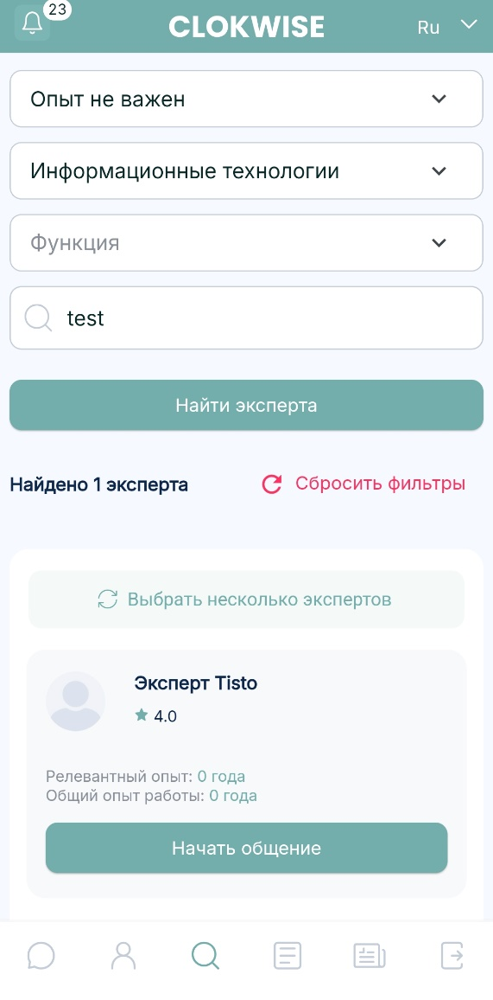 23
CLOKWISE
Ru
Опыт не важен
Информационные технологии
Функция
test
Найти эксперта
Найдено 1 эксперта
Сбросить фильтры
Выбрать несколько экспертов
Эксперт Tisto
4.0
Релевантный опыт: 0 года
Общий опыт работы: 0 года
Начать общение